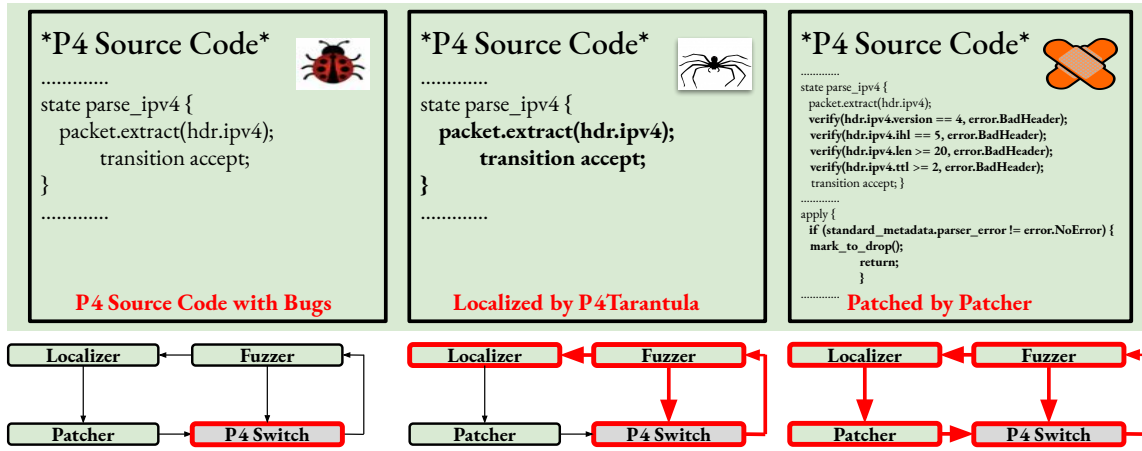 *P4 Source Code*
.............
state parse_ipv4 {
packet.extract(hdr.ipv4);
transition accept;
}
.............
P4 Source Code with Bugs
*P4 Source Code*
.............
state parse_ipv4 {
packet.extract(hdr.ipv4);
transition accept;
}
.............
Localized by P4Tarantula
*P4 Source Code*
.............
state parse_ipv4 {
packet.extract(hdr.ipv4);
verify(hdr.ipv4.version == 4, error.BadHeader);
verify(hdr.ipv4.ihl == 5, error.BadHeader);
verify(hdr.ipv4.len >= 20, error.BadHeader);
verify(hdr.ipv4.ttl >= 2, error.BadHeader);
transition accept; }
.............
apply {
if (standard_metadata.parser_error != error.NoError) {
mark_to_drop();
return;
}
.............
Patched by Patcher
Localizer
Fuzzer
Patcher
P4 Switch
Localizer
Fuzzer
Patcher
P4 Switch
Localizer
Fuzzer
Patcher
P4 Switch